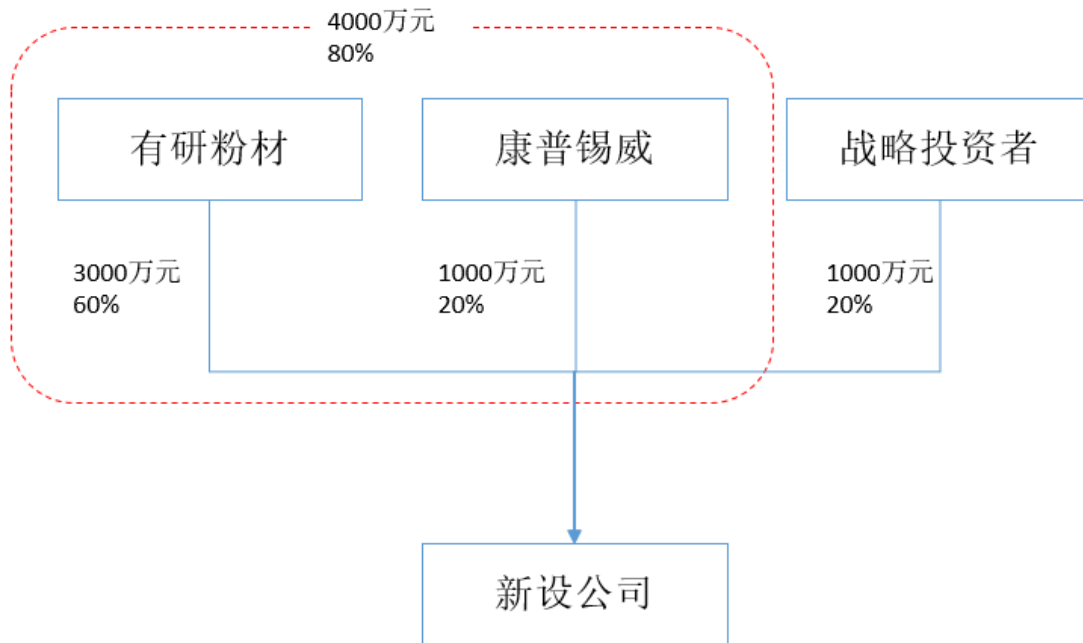 4000万元
80%
有研粉材
康普锡威
战略投资者
3000万元
60%
1000万元
20%
1000万元
20%
新设公司